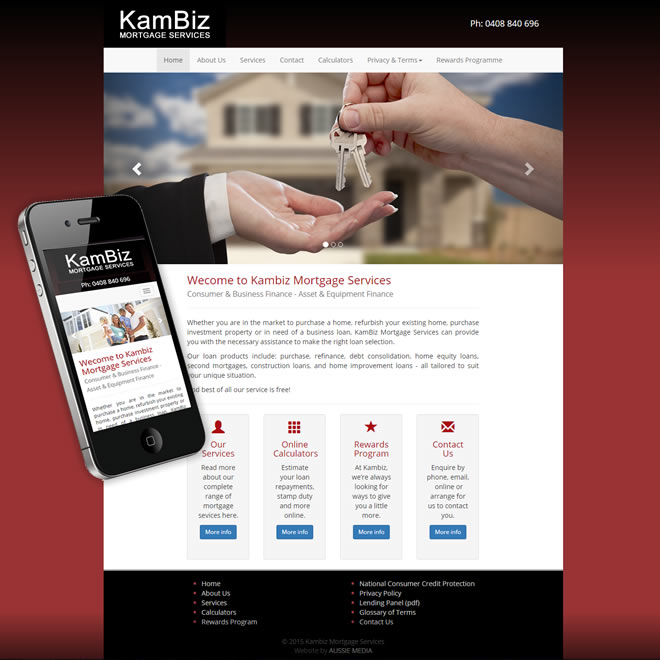 KamBiz
MORTGAGE SERVICES
Ph: 0408 840 696
Home About Us Services Contact Calculators Privacy & Terms Rewards Programme
Wecome to Kambiz Mortgage Services
Consumer & Business Finance - Asset & Equipment Finance
Whether you are in the market to purchase a home, refurbish your existing home, purchase
investment property or in need of a business loan, KamBiz Mortgage Services can provide
you with the necessary assistance to make the right loan selection.
Our loan products include; purchase, refinance, debt consolidation, home equity loans,
second mortgages, construction loans, and home improvement loans - all tailored to suit
your unique situation.
nd best of all our service is free!
Our
Services
Read more
about our
complete
range of
mortgage
sevices here.
More info
Online
Calculators
Estimate
your loan
repayments,
stamp duty
and more
online.
More info
Rewards
Program
At Kambiz,
we're always
looking for
ways to give
you a little
more.
More info
Contact
Us
Enquire by
phone, email,
online or
arrange for
us to contact
you.
More info
Home
About Us
Services
Calculators
Rewards Program
National Consumer Credit Protection
Privacy Policy
Lending Panel (pdf)
Glossary of Terms
Contact Us
© 2015 Kambiz Mortgage Services
Website by AUSSIE MEDIA
KamBiz
MORTGAGE SERVICES
Ph: 0408 840 696
Wecome to Kambiz
Mortgage Services
Consumer & Business Finance -
Asset & Equipment Finance
Whether you are in the market to
purchase a home, refurbish your existing
home, purchase investment property or
in need of a business loan, KamBiz